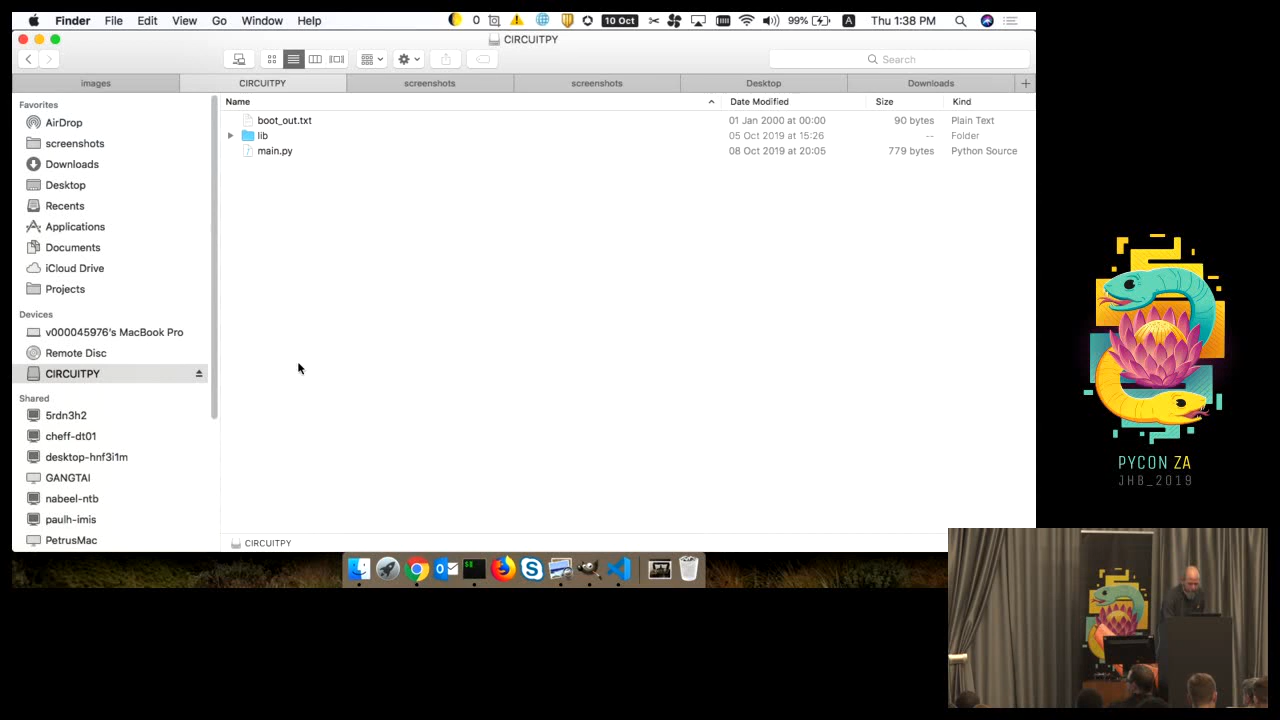 Finder File Edit View Go Window Help 0 10 Oct 99% A Thu 1:38 PM
CIRCUITPY
Search
images CIRCUITPY screenshots screenshots Desktop Downloads +
Favorites
AirDrop
screenshots
Downloads
Desktop
Recents
Applications
Documents
iCloud Drive
Projects
Devices
v000045976's MacBook Pro
Remote Disc
CIRCUITPY
Shared
5rdn3h2
cheff-dt01
desktop-hnf3i1m
GANGTAI
nabeel-ntb
paulh-imis
PetrusMac
Name Date Modified Size Kind
boot_out.txt 01 Jan 2000 at 00:00 90 bytes Plain Text
lib 05 Oct 2019 at 15:26 -- Folder
main.py 08 Oct 2019 at 20:05 779 bytes Python Source
CIRCUITPY
PYCON ZA
JHB_2019